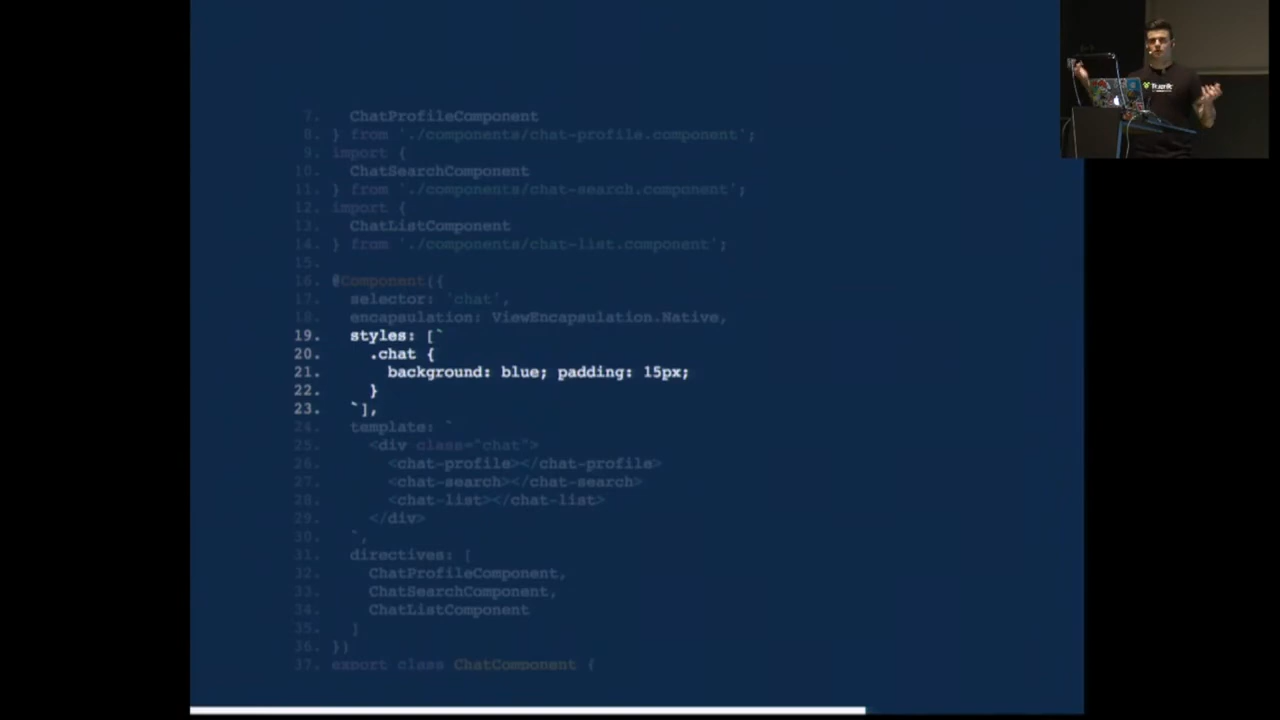 7. ChatProfileComponent
8. } from './components/chat-profile.component';
9. import {
10. ChatSearchComponent
11. } from './components/chat-search.component';
12. import {
13. ChatListComponent
14. } from './components/chat-list.component';
15.
16. @Component({
17. selector: 'chat',
18. encapsulation: ViewEncapsulation.Native,
19. styles: [`
20. .chat {
21. background: blue; padding: 15px;
22. }
23. `],
24. template: `
25. <div class="chat">
26. <chat-profile></chat-profile>
27. <chat-search></chat-search>
28. <chat-list></chat-list>
29. </div>
30. `,
31. directives: [
32. ChatProfileComponent,
33. ChatSearchComponent,
34. ChatListComponent
35. ]
36. })
37. export class ChatComponent {